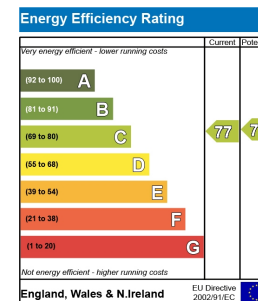 Energy Efficiency Rating
Current
Very energy efficient - lower running costs
(92 to 100) A
(81 to 91) B
(69 to 80) C 77
(55 to 68) D
(39 to 54) E
(21 to 38) F
(1 to 20) G
Not energy efficient - higher running costs
England, Wales & N.Ireland
EU Directive
2002/91/EC